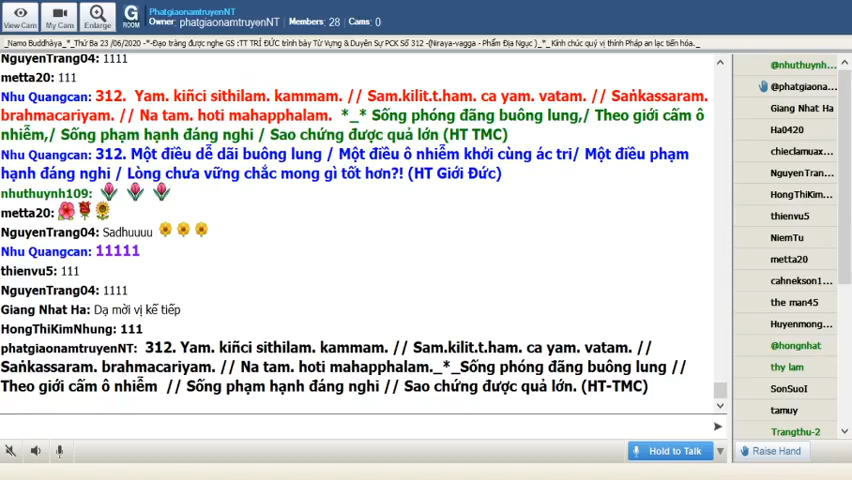 View Cam
My Cam
Enlarge
G
ROOM
PhatgiaonamtruyenNT
Owner: phatgiaonamtruyenNT | Members: 28 | Cams: 0
_Namo Buddhàya_*_Thứ Ba 23 /06/2020 -*-Đạo tràng được nghe GS :TT TRÍ ĐỨC trình bày Từ Vựng &Duyên Sự PCK Số 312 -(Niraya-vagga - Phẩm Địa Ngục )_*_ Kính chúc quý vị thính Pháp an lạc tiến hóa._
NguyenTrang04: 1111
metta20: 111
Nhu Quangcan: 312. Yam. kiñci sithilam. kammam. // Sam.kilit.t.ham. ca yam. vatam. // Saṅkassaram.
brahmacariyam. // Na tam. hoti mahapphalam. *_* Sống phóng đãng buông lung,/ Theo giới cấm ô
nhiễm,/ Sống phạm hạnh đáng nghi / Sao chứng được quả lớn (HT TMC)
Nhu Quangcan: 312. Một điều dễ dãi buông lung / Một điều ô nhiễm khởi cùng ác tri/ Một điều phạm
hạnh đáng nghi / Lòng chưa vững chắc mong gì tốt hơn?! (HT Giới Đức)
nhuthuynh109:
metta20:
NguyenTrang04: Sadhuuuu
Nhu Quangcan: 11111
thienvu5: 111
NguyenTrang04: 1111
Giang Nhat Ha: Dạ mời vị kế tiếp
HongThiKimNhung: 111
phatgiaonamtruyenNT: 312. Yam. kiñci sithilam. kammam. // Sam.kilit.t.ham. ca yam. vatam. //
Saṅkassaram. brahmacariyam. // Na tam. hoti mahapphalam._*_Sống phóng đãng buông lung //
Theo giới cấm ô nhiễm // Sống phạm hạnh đáng nghi // Sao chứng được quả lớn. (HT-TMC)
Hold to Talk
@nhuthuynh...
@phatgiaona...
Giang Nhat Ha
Ha0420
chieclamuax...
NguyenTran...
HongThiKim...
thienvu5
NiemTu
metta20
cahnekson1...
the man45
Huyenmong...
@hongnhat
thy lam
SonSuoI
tamuy
Trangthu-2
Raise Hand